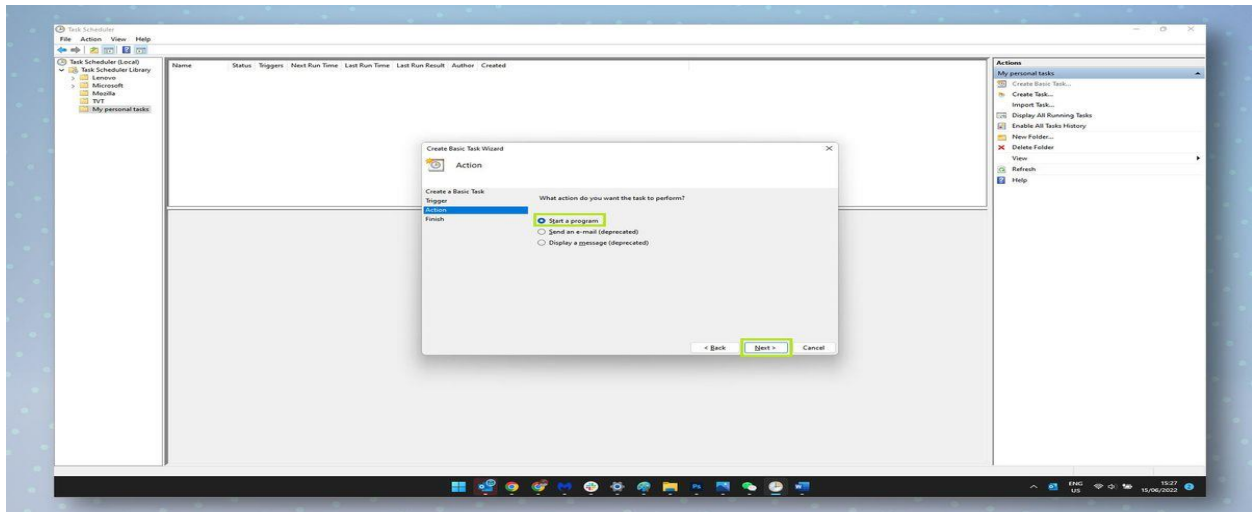 Task Scheduler
File Action View Help
Task Scheduler (Local)
Task Scheduler Library
Lenovo
Microsoft
Mozilla
TVT
My personal tasks
Name Status Triggers Next Run Time Last Run Time Last Run Result Author Created
Actions
My personal tasks
Create Basic Task...
Create Task...
Import Task...
Display All Running Tasks
Enable All Tasks History
New Folder...
Delete Folder
View
Refresh
Help
Create Basic Task Wizard
Action
Create a Basic Task
Trigger
Action
Finish
What action do you want the task to perform?
Start a program
Send an e-mail (deprecated)
Display a message (deprecated)
< Back Next > Cancel
ENG
US
15:27
15/06/2022